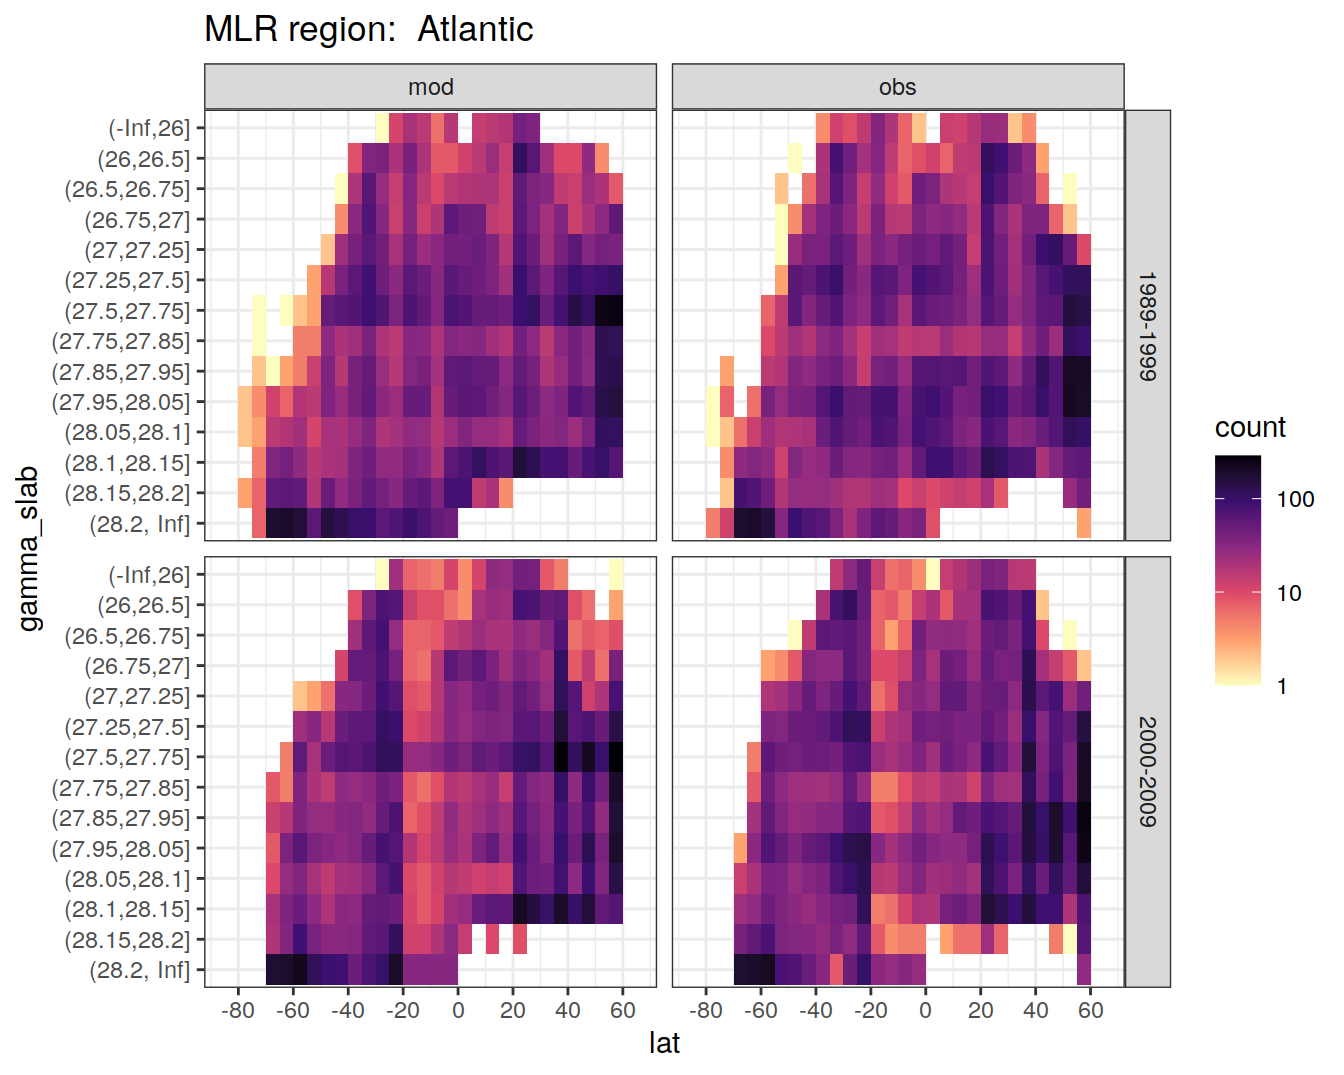 MLR region:  Atlantic
mod
obs
(-Inf,26]
(26,26.5]
(26.5,26.75]
(26.75,27]
(27,27.25]
(27.25,27.5]
(27.5,27.75]
(27.75,27.85]
(27.85,27.95]
(27.95,28.05]
(28.05,28.1]
(28.1,28.15]
(28.15,28.2]
(28.2, Inf]
1989-1999
gamma_slab
(-Inf,26]
(26,26.5]
(26.5,26.75]
(26.75,27]
(27,27.25]
(27.25,27.5]
(27.5,27.75]
(27.75,27.85]
(27.85,27.95]
(27.95,28.05]
(28.05,28.1]
(28.1,28.15]
(28.15,28.2]
(28.2, Inf]
2000-2009
-80 -60 -40 -20 0 20 40 60
-80 -60 -40 -20 0 20 40 60
lat
count
100
10
1